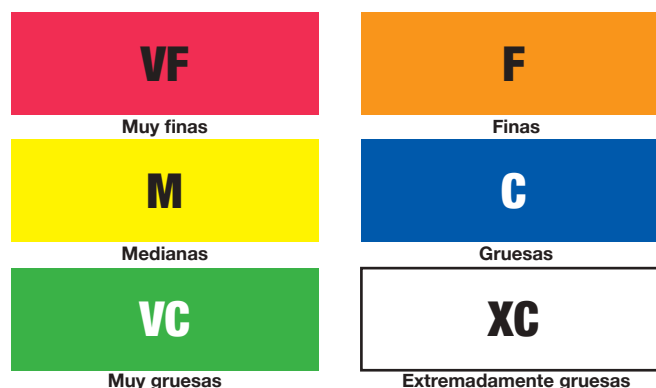 VF
F
Muy finas
Finas
M
C
Medianas
Gruesas
VC
XC
Muy gruesas
Extremadamente gruesas